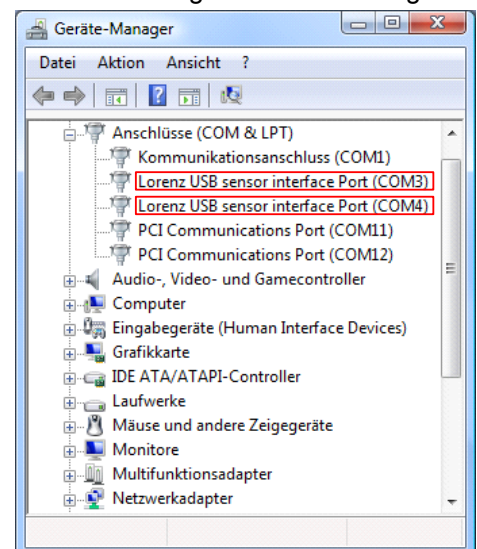 Geräte-Manager
Datei Aktion Ansicht ?
Anschlüsse (COM & LPT)
Kommunikationsanschluss (COM1)
Lorenz USB sensor interface Port (COM3)
Lorenz USB sensor interface Port (COM4)
PCI Communications Port (COM11)
PCI Communications Port (COM12)
Audio-, Video- und Gamecontroller
Computer
Eingabegeräte (Human Interface Devices)
Grafikkarte
IDE ATA/ATAPI-Controller
Laufwerke
Mäuse und andere Zeigegeräte
Monitore
Multifunktionsadapter
Netzwerkadapter